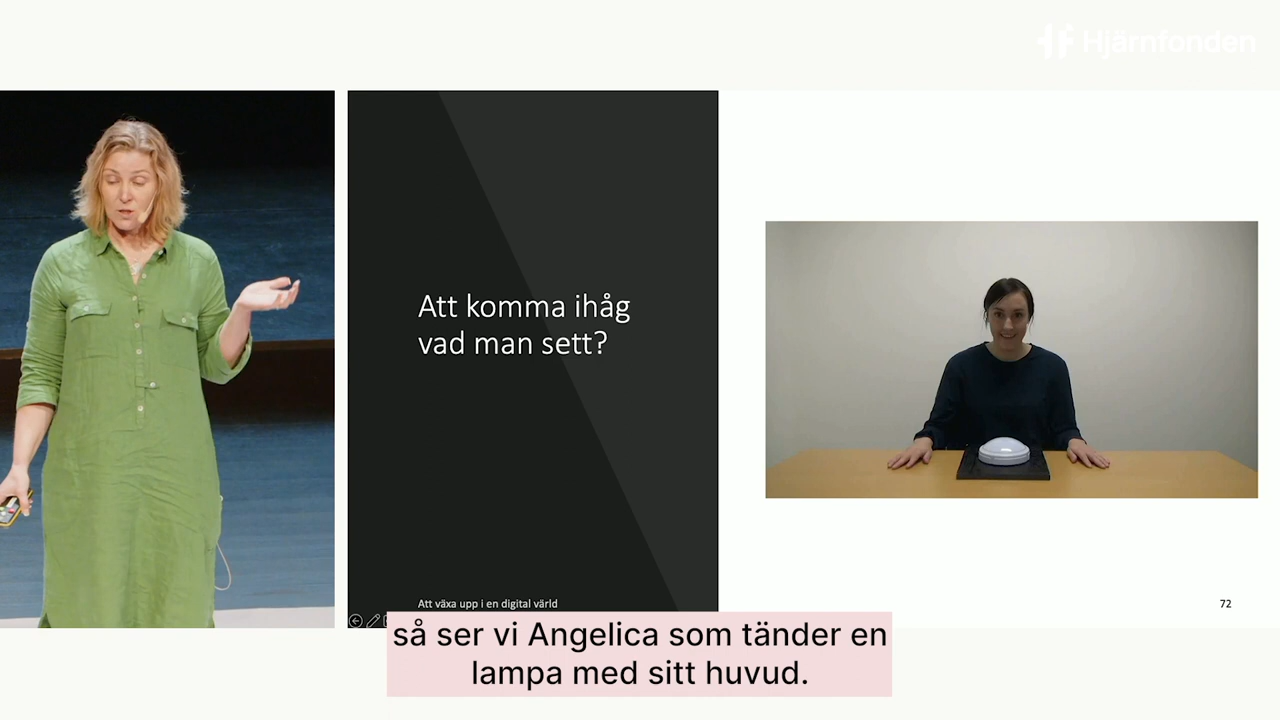 Hjärnfonden
Att komma ihåg
vad man sett?
Att växa upp i en digital värld
72
så ser vi Angelica som tänder en
lampa med sitt huvud.